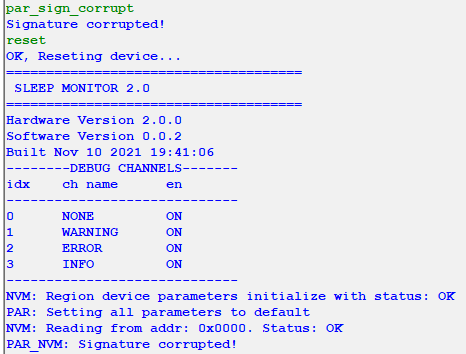 par_sign_corrupt
Signature corrupted!
reset
OK, Reseting device...
=====================================
 SLEEP MONITOR 2.0
=====================================
Hardware Version 2.0.0
Software Version 0.0.2
Built Nov 10 2021 19:41:06
--------DEBUG CHANNELS-------
idx      ch name      en
-----------------------------
0      NONE         ON
1      WARNING      ON
2      ERROR        ON
3      INFO         ON
-----------------------------
NVM: Region device parameters initialize with status: OK
PAR: Setting all parameters to default
NVM: Reading from addr: 0x0000. Status: OK
PAR_NVM: Signature corrupted!